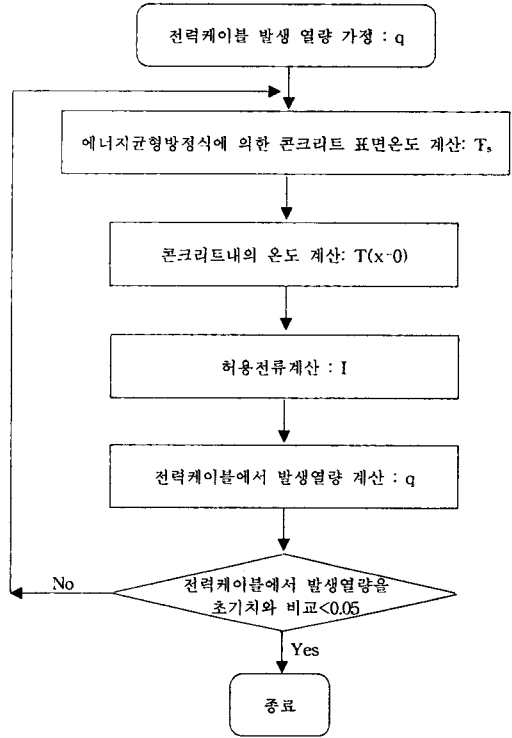 전력케이블 발생 열량 가정 : q
에너지균형방정식에 의한 콘크리트 표면온도 계산: Tₛ
콘크리트내의 온도 계산: T(x-0)
허용전류계산 : I
전력케이블에서 발생열량 계산 : q
전력케이블에서 발생열량을
초기치와 비교<0.05
No
Yes
종료